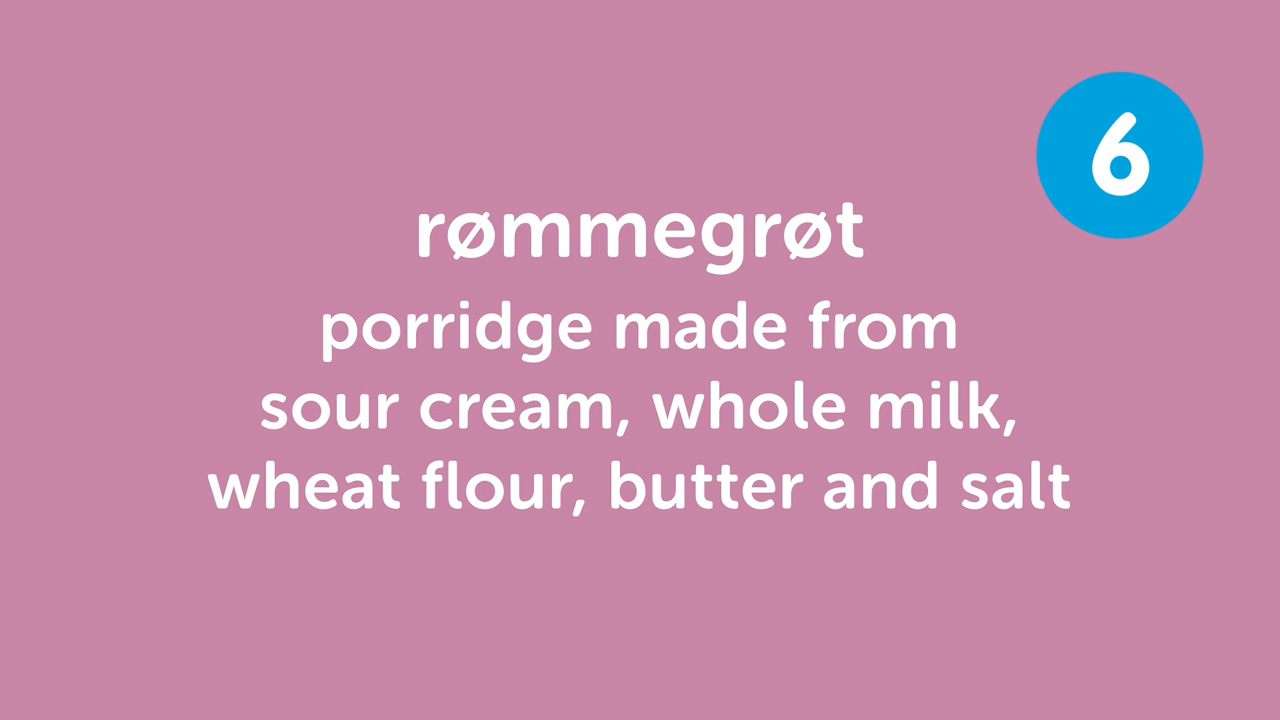 6
rømmegrøt
porridge made from
sour cream, whole milk,
wheat flour, butter and salt